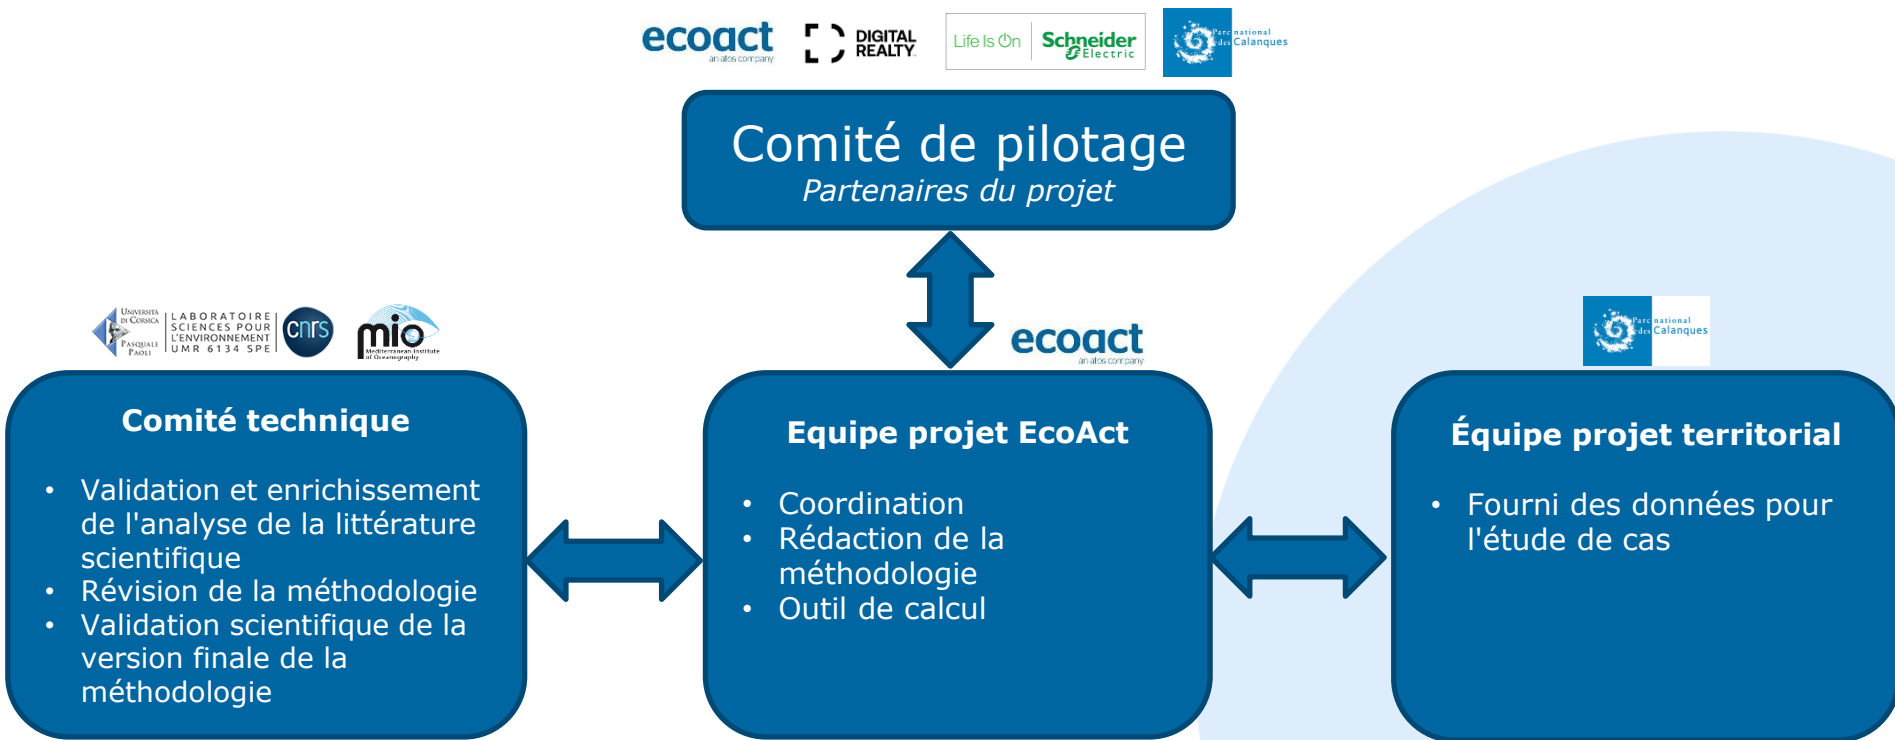 ecoact
an atos company
DIGITAL
REALTY
Life Is On
Schneider
Electric
Parc national
des Calanques
Comité de pilotage
Partenaires du projet
UNIVERSITÀ
DI CORSICA
PASQUALE
PAOLI
LABORATOIRE
SCIENCES POUR
L'ENVIRONNEMENT
UMR 6134 SPE
cnrs
mio
Mediterranean Institute
of Oceanography
ecoact
an atos company
Parc national
des Calanques
Comité technique
• Validation et enrichissement
de l'analyse de la littérature
scientifique
• Révision de la méthodologie
• Validation scientifique de la
version finale de la
méthodologie
Equipe projet EcoAct
• Coordination
• Rédaction de la
méthodologie
• Outil de calcul
Équipe projet territorial
• Fourni des données pour
l'étude de cas